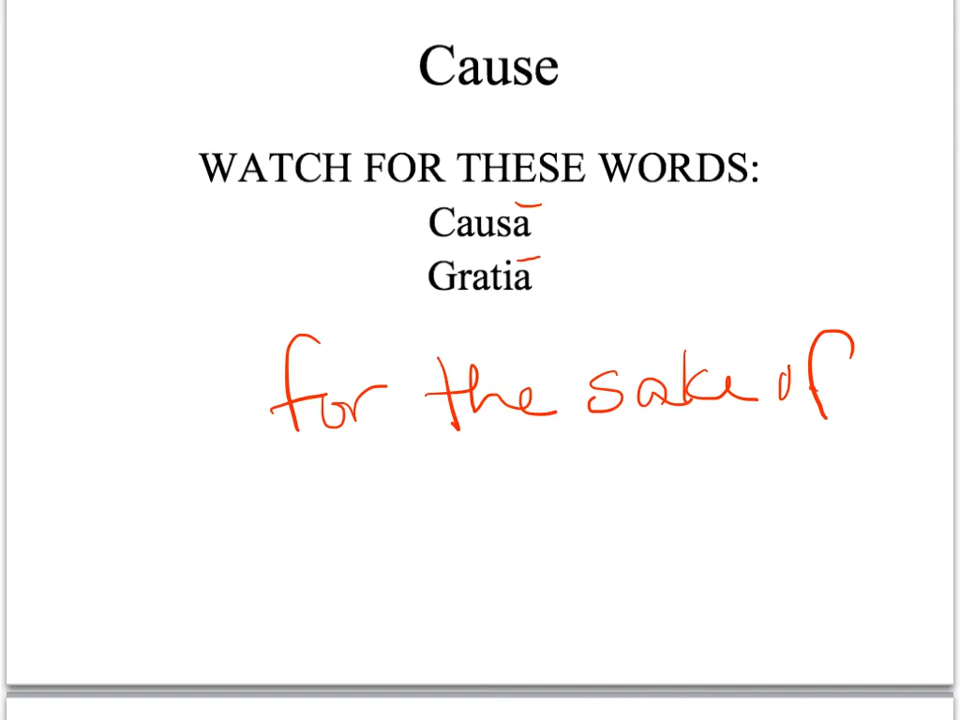 Cause
WATCH FOR THESE WORDS:
Causā
Gratiā
for the sake of